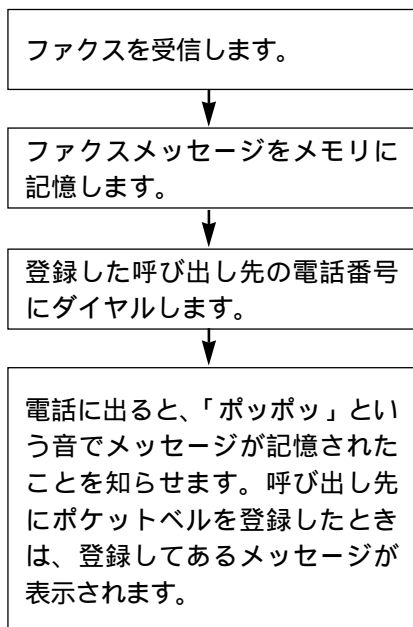 ファクスを受信します。
ファクスメッセージをメモリに
記憶します。
登録した呼び出し先の電話番号
にダイヤルします。
電話に出ると、「ポッポッ」とい
う音でメッセージが記憶された
ことを知らせます。呼び出し先
にポケットベルを登録したとき
は、登録してあるメッセージが
表示されます。